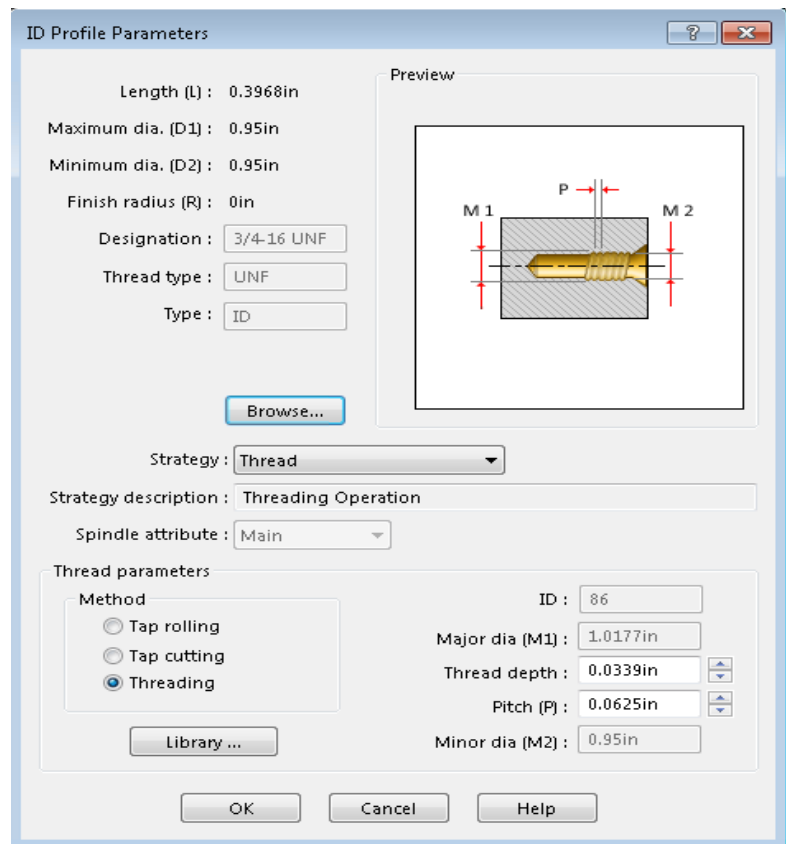 ID Profile Parameters
Length (L) : 0.3968in
Maximum dia. (D1) : 0.95in
Minimum dia. (D2) : 0.95in
Finish radius (R) : 0in
Designation : 3/4-16 UNF
Thread type : UNF
Type : ID
Browse...
Preview
P
M 1
M 2
Strategy : Thread
Strategy description : Threading Operation
Spindle attribute : Main
Thread parameters
Method
Tap rolling
Tap cutting
Threading
Library ...
ID : 86
Major dia (M1) : 1.0177in
Thread depth : 0.0339in
Pitch (P) : 0.0625in
Minor dia (M2) : 0.95in
OK Cancel Help